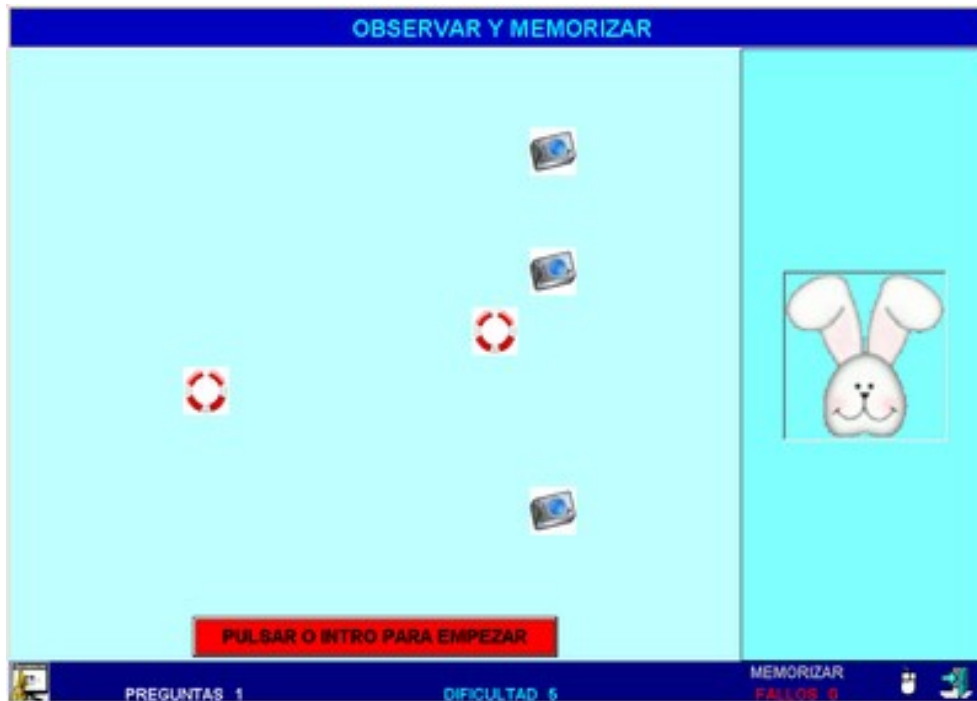 OBSERVAR Y MEMORIZAR
PULSAR O INTRO PARA EMPEZAR
MEMORIZAR
PREGUNTAS 1
DIFICULTAD 5
FALLOS 0